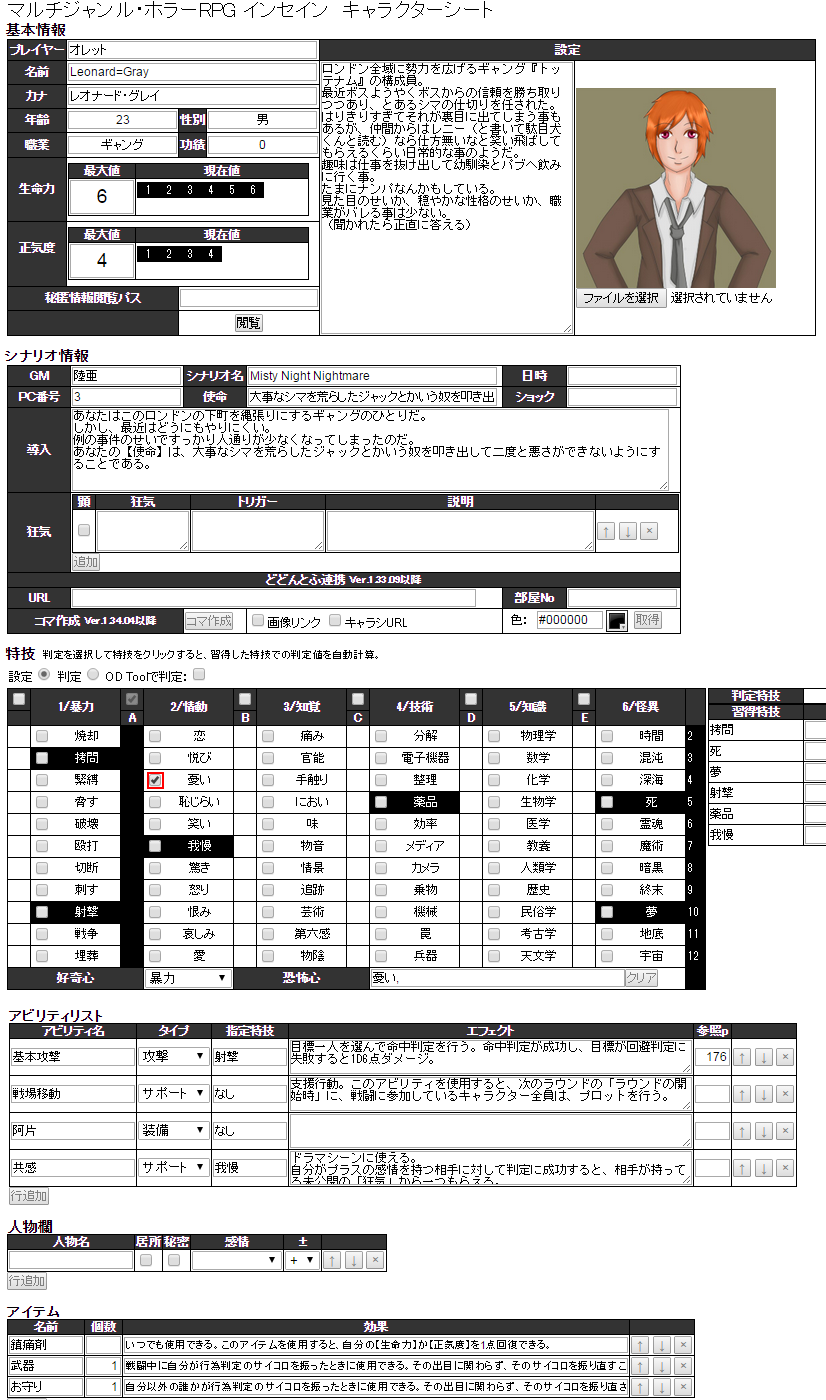 マルチジャンル・ホラーRPG インセイン　キャラクターシート
基本情報
プレイヤー オレット 設定
名前 Leonard=Gray
カナ レオナード・グレイ
年齢 23 性別 男
職業 ギャング 功績 0
生命力 最大値 現在値
6 1 2 3 4 5 6
正気度 最大値 現在値
4 1 2 3 4
秘匿情報閲覧パス
閲覧
ロンドン全域に勢力を広げるギャング『トッ
テナム』の構成員。
最近ボスようやくボスからの信頼を勝ち取り
つつあり、とあるシマの仕切りを任された。
はりきりすぎてそれが裏目に出てしまう事も
あるが、仲間からはレニー（と書いて駄目犬
くんと読む）なら仕方無いなと笑い飛ばして
もらえるくらい日常的な事のようだ。
趣味は仕事を抜け出して幼馴染とパブへ飲み
に行く事。
たまにナンパなんかもしている。
見た目のせいか、穏やかな性格のせいか、職
業がバレる事は少ない。
（聞かれたら正直に答える）
ファイルを選択 選択されていません
シナリオ情報
GM 陸亜 シナリオ名 Misty Night Nightmare 日時
PC番号 3 使命 大事なシマを荒らしたジャックとかいう奴を叩き出 ショック
導入
あなたはこのロンドンの下町を縄張りにするギャングのひとりだ。
しかし、最近はどうにもやりにくい。
例の事件のせいですっかり人通りが少なくなってしまったのだ。
あなたの【使命】は、大事なシマを荒らしたジャックとかいう奴を叩き出して二度と悪さができないようにす
ることである。
狂気 顕 狂気 トリガー 説明
↑ ↓ ×
追加
どどんとふ連携 Ver.1.33.09以降
URL 部屋No
コマ作成 Ver.1.34.04以降 コマ作成 画像リンク キャラシURL 色： #000000 取得
特技 判定を選択して特技をクリックすると、習得した特技での判定値を自動計算。
設定 判定 OD Toolで判定:
1/暴力 A 2/情動 B 3/知覚 C 4/技術 D 5/知識 E 6/怪異
焼却 恋 痛み 分解 物理学 時間 2
拷問 悦び 官能 電子機器 数学 混沌 3
緊縛 憂い 手触り 整理 化学 深海 4
脅す 恥じらい におい 薬品 生物学 死 5
破壊 笑い 味 効率 医学 霊魂 6
殴打 我慢 物音 メディア 教義 魔術 7
切断 驚き 情景 カメラ 人類学 暗黒 8
刺す 怒り 追跡 乗物 歴史 終末 9
射撃 恨み 芸術 機械 民俗学 夢 10
戦争 哀しみ 第六感 罠 考古学 地底 11
埋葬 愛 物陰 兵器 天文学 宇宙 12
好奇心 暴力 恐怖心 憂い, クリア
判定特技
習得特技
拷問
死
夢
射撃
薬品
我慢
アビリティリスト
アビリティ名 タイプ 指定特技 エフェクト 参照p
基本攻撃 攻撃 射撃 目標一人を選んで命中判定を行う。命中判定が成功し、目標が回避判定に
失敗すると1D6点ダメージ。 176 ↑ ↓ ×
戦場移動 サポート なし 支援行動。このアビリティを使用すると、次のラウンドの「ラウンドの開
始時」に、戦闘に参加しているキャラクター全員は、プロットを行う。 ↑ ↓ ×
阿片 装備 なし ↑ ↓ ×
共感 サポート 我慢 ドラマシーンに使える。
自分がプラスの感情を持つ相手に対して判定に成功すると、相手が持って
る未公開の「狂気」から一つもらえる。 ↑ ↓ ×
行追加
人物欄
人物名 居所 秘密 感情 ±
+ ↑ ↓ ×
行追加
アイテム
名前 個数 効果
鎮痛剤 いつでも使用できる。このアイテムを使用すると、自分の【生命力】か【正気度】を1点回復できる。 ↑ ↓ ×
武器 1 戦闘中に自分が行為判定のサイコロを振ったときに使用できる。その出目に関わらず、そのサイコロを振り直すこ ↑ ↓ ×
お守り 1 自分以外の誰かが行為判定のサイコロを振ったときに使用できる。その出目に関わらず、そのサイコロを振り直さ ↑ ↓ ×